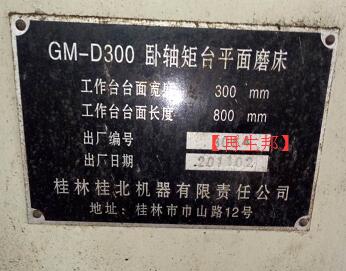 GM-D300 卧轴矩台平面磨床
工作台台面宽度 300 mm
工作台台面长度 800 mm
出厂编号
【再生邦】
出厂日期 201102
桂林桂北机器有限责任公司
地址: 桂林市巾山路12号